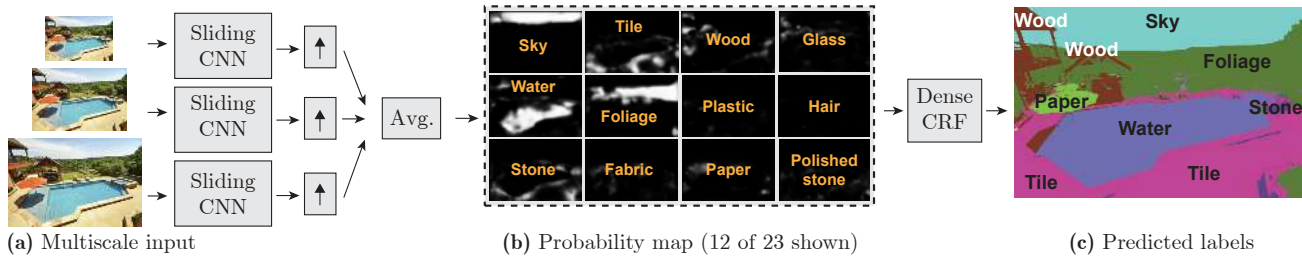 Sliding
CNN
↑
Sliding
CNN
↑
Sliding
CNN
↑
Avg.
Sky
Tile
Wood
Glass
Water
Foliage
Plastic
Hair
Stone
Fabric
Paper
Polished
stone
Dense
CRF
Wood
Sky
Wood
Foliage
Paper
Stone
Water
Tile
Tile
(a) Multiscale input
(b) Probability map (12 of 23 shown)
(c) Predicted labels